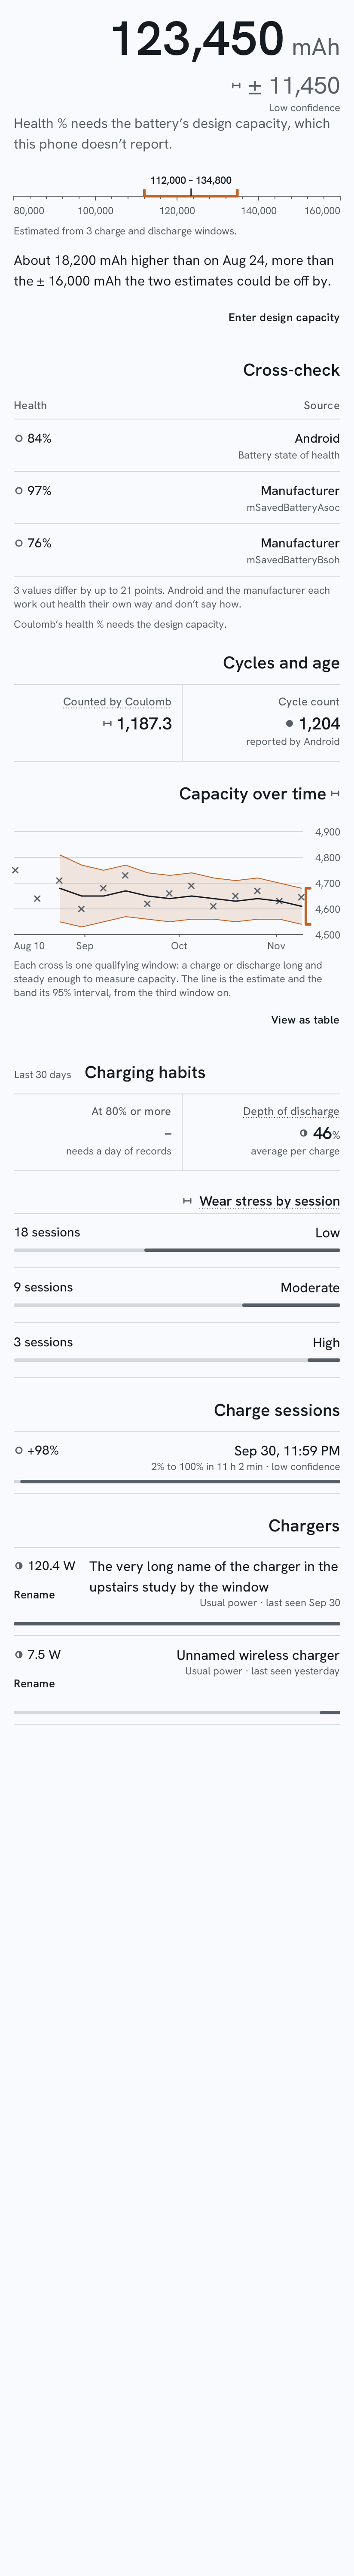 123,450 mAh
± 11,450
Low confidence
Health % needs the battery’s design capacity, which
this phone doesn’t report.
112,000 – 134,800
80,000 100,000 120,000 140,000 160,000
Estimated from 3 charge and discharge windows.
About 18,200 mAh higher than on Aug 24, more than
the ± 16,000 mAh the two estimates could be off by.
Enter design capacity
Cross-check
Health Source
84% Android
Battery state of health
97% Manufacturer
mSavedBatteryAsoc
76% Manufacturer
mSavedBatteryBsoh
3 values differ by up to 21 points. Android and the manufacturer each
work out health their own way and don’t say how.
Coulomb’s health % needs the design capacity.
Cycles and age
Counted by Coulomb Cycle count
1,187.3 1,204
reported by Android
Capacity over time
4,900
4,800
4,700
4,600
4,500
Aug 10 Sep Oct Nov
Each cross is one qualifying window: a charge or discharge long and
steady enough to measure capacity. The line is the estimate and the
band its 95% interval, from the third window on.
View as table
Last 30 days Charging habits
At 80% or more Depth of discharge
– 46%
needs a day of records average per charge
Wear stress by session
18 sessions Low
9 sessions Moderate
3 sessions High
Charge sessions
+98% Sep 30, 11:59 PM
2% to 100% in 11 h 2 min · low confidence
Chargers
120.4 W The very long name of the charger in the
upstairs study by the window
Rename Usual power · last seen Sep 30
7.5 W Unnamed wireless charger
Usual power · last seen yesterday
Rename